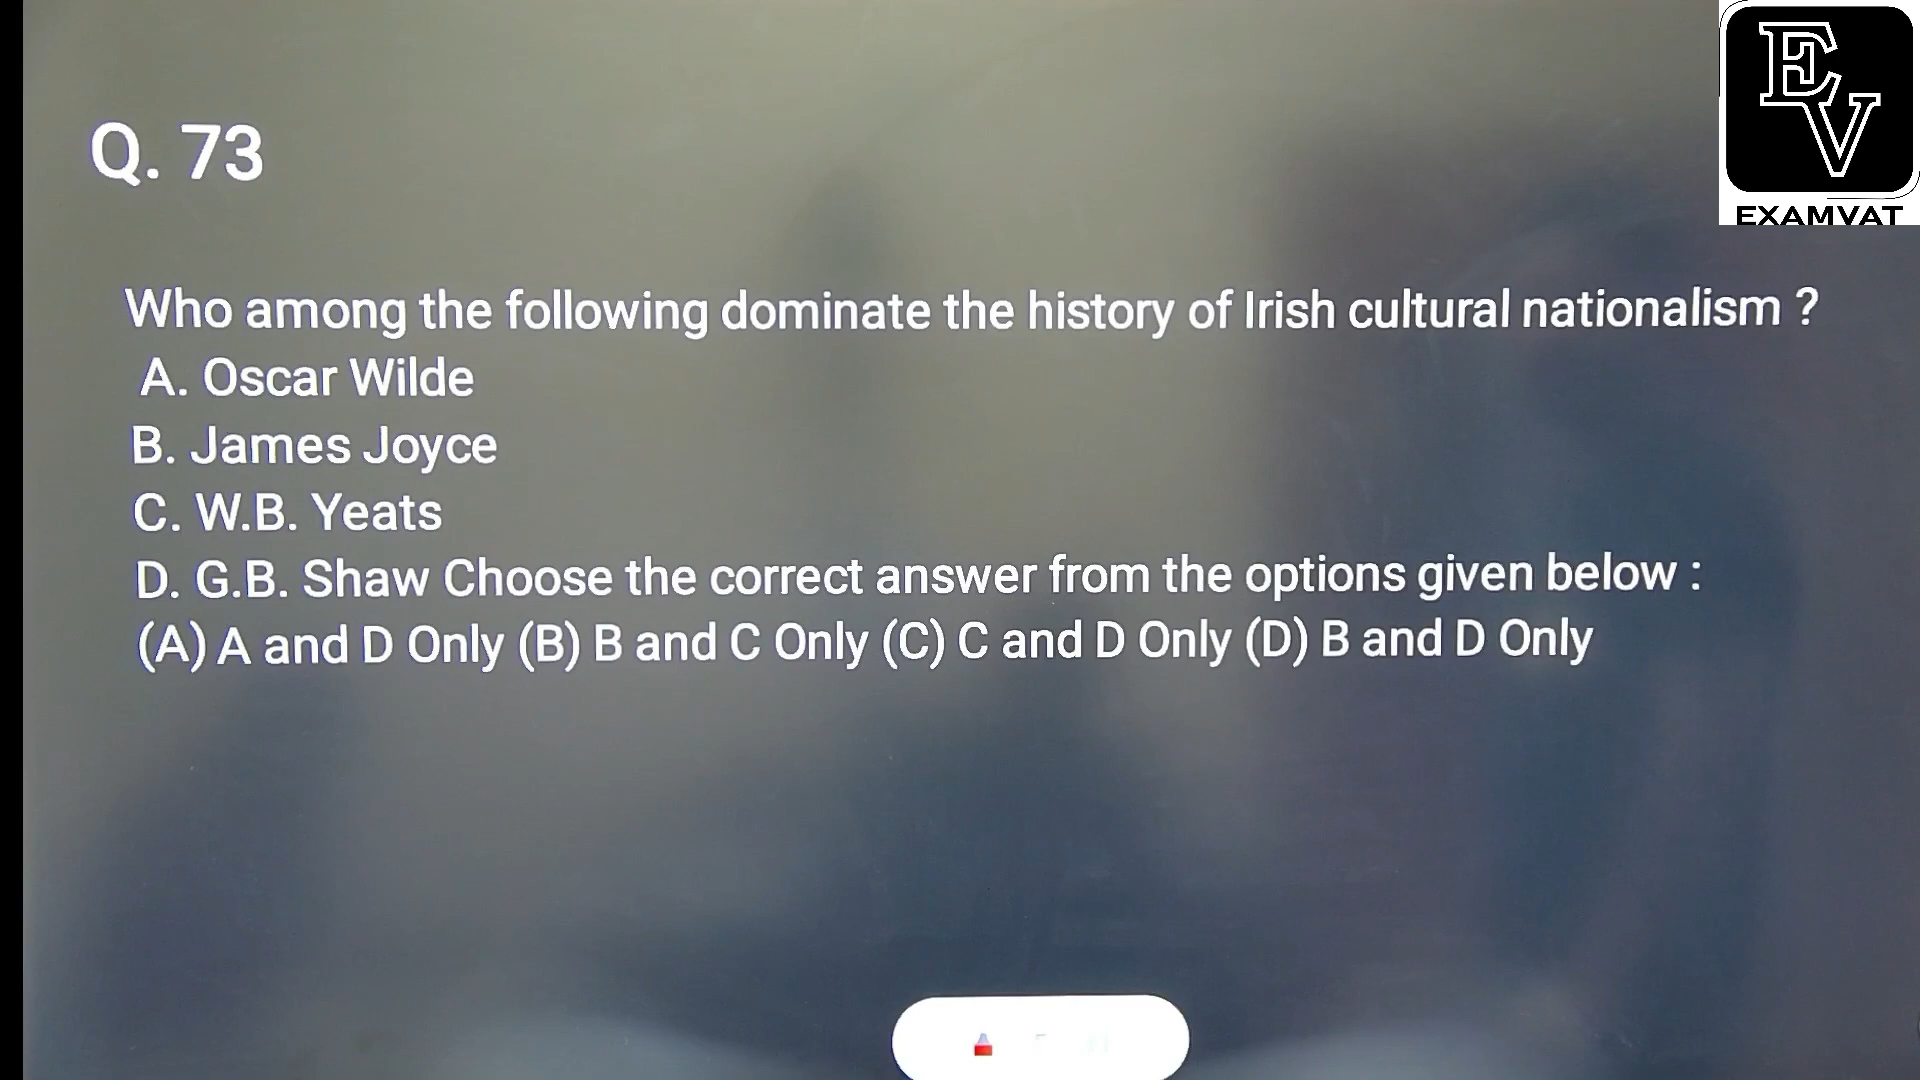 EV
EXAMVAT
Q. 73
Who among the following dominate the history of Irish cultural nationalism ?
A. Oscar Wilde
B. James Joyce
C. W.B. Yeats
D. G.B. Shaw Choose the correct answer from the options given below :
(A) A and D Only (B) B and C Only (C) C and D Only (D) B and D Only